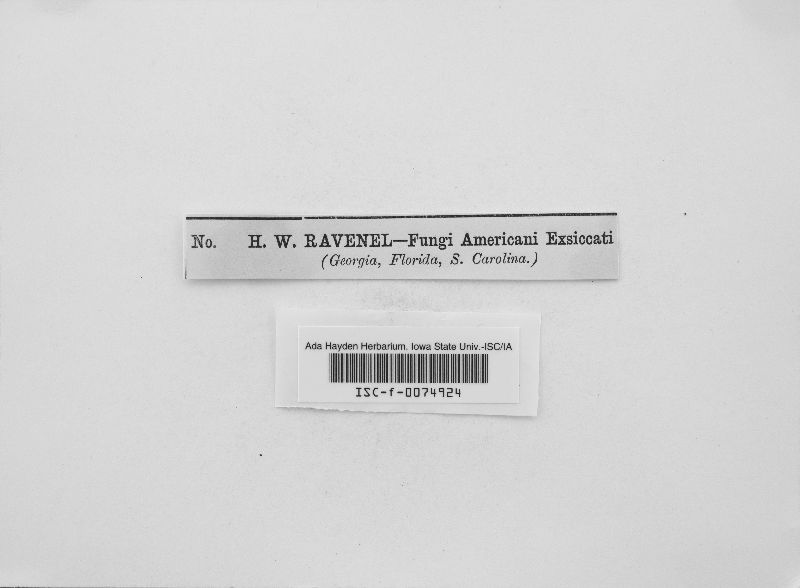 No. H. W. RAVENEL—Fungi Americani Exsiccati
(Georgia, Florida, S. Carolina.)
Ada Hayden Herbarium, Iowa State Univ.-ISC/IA
ISC-f-0074924